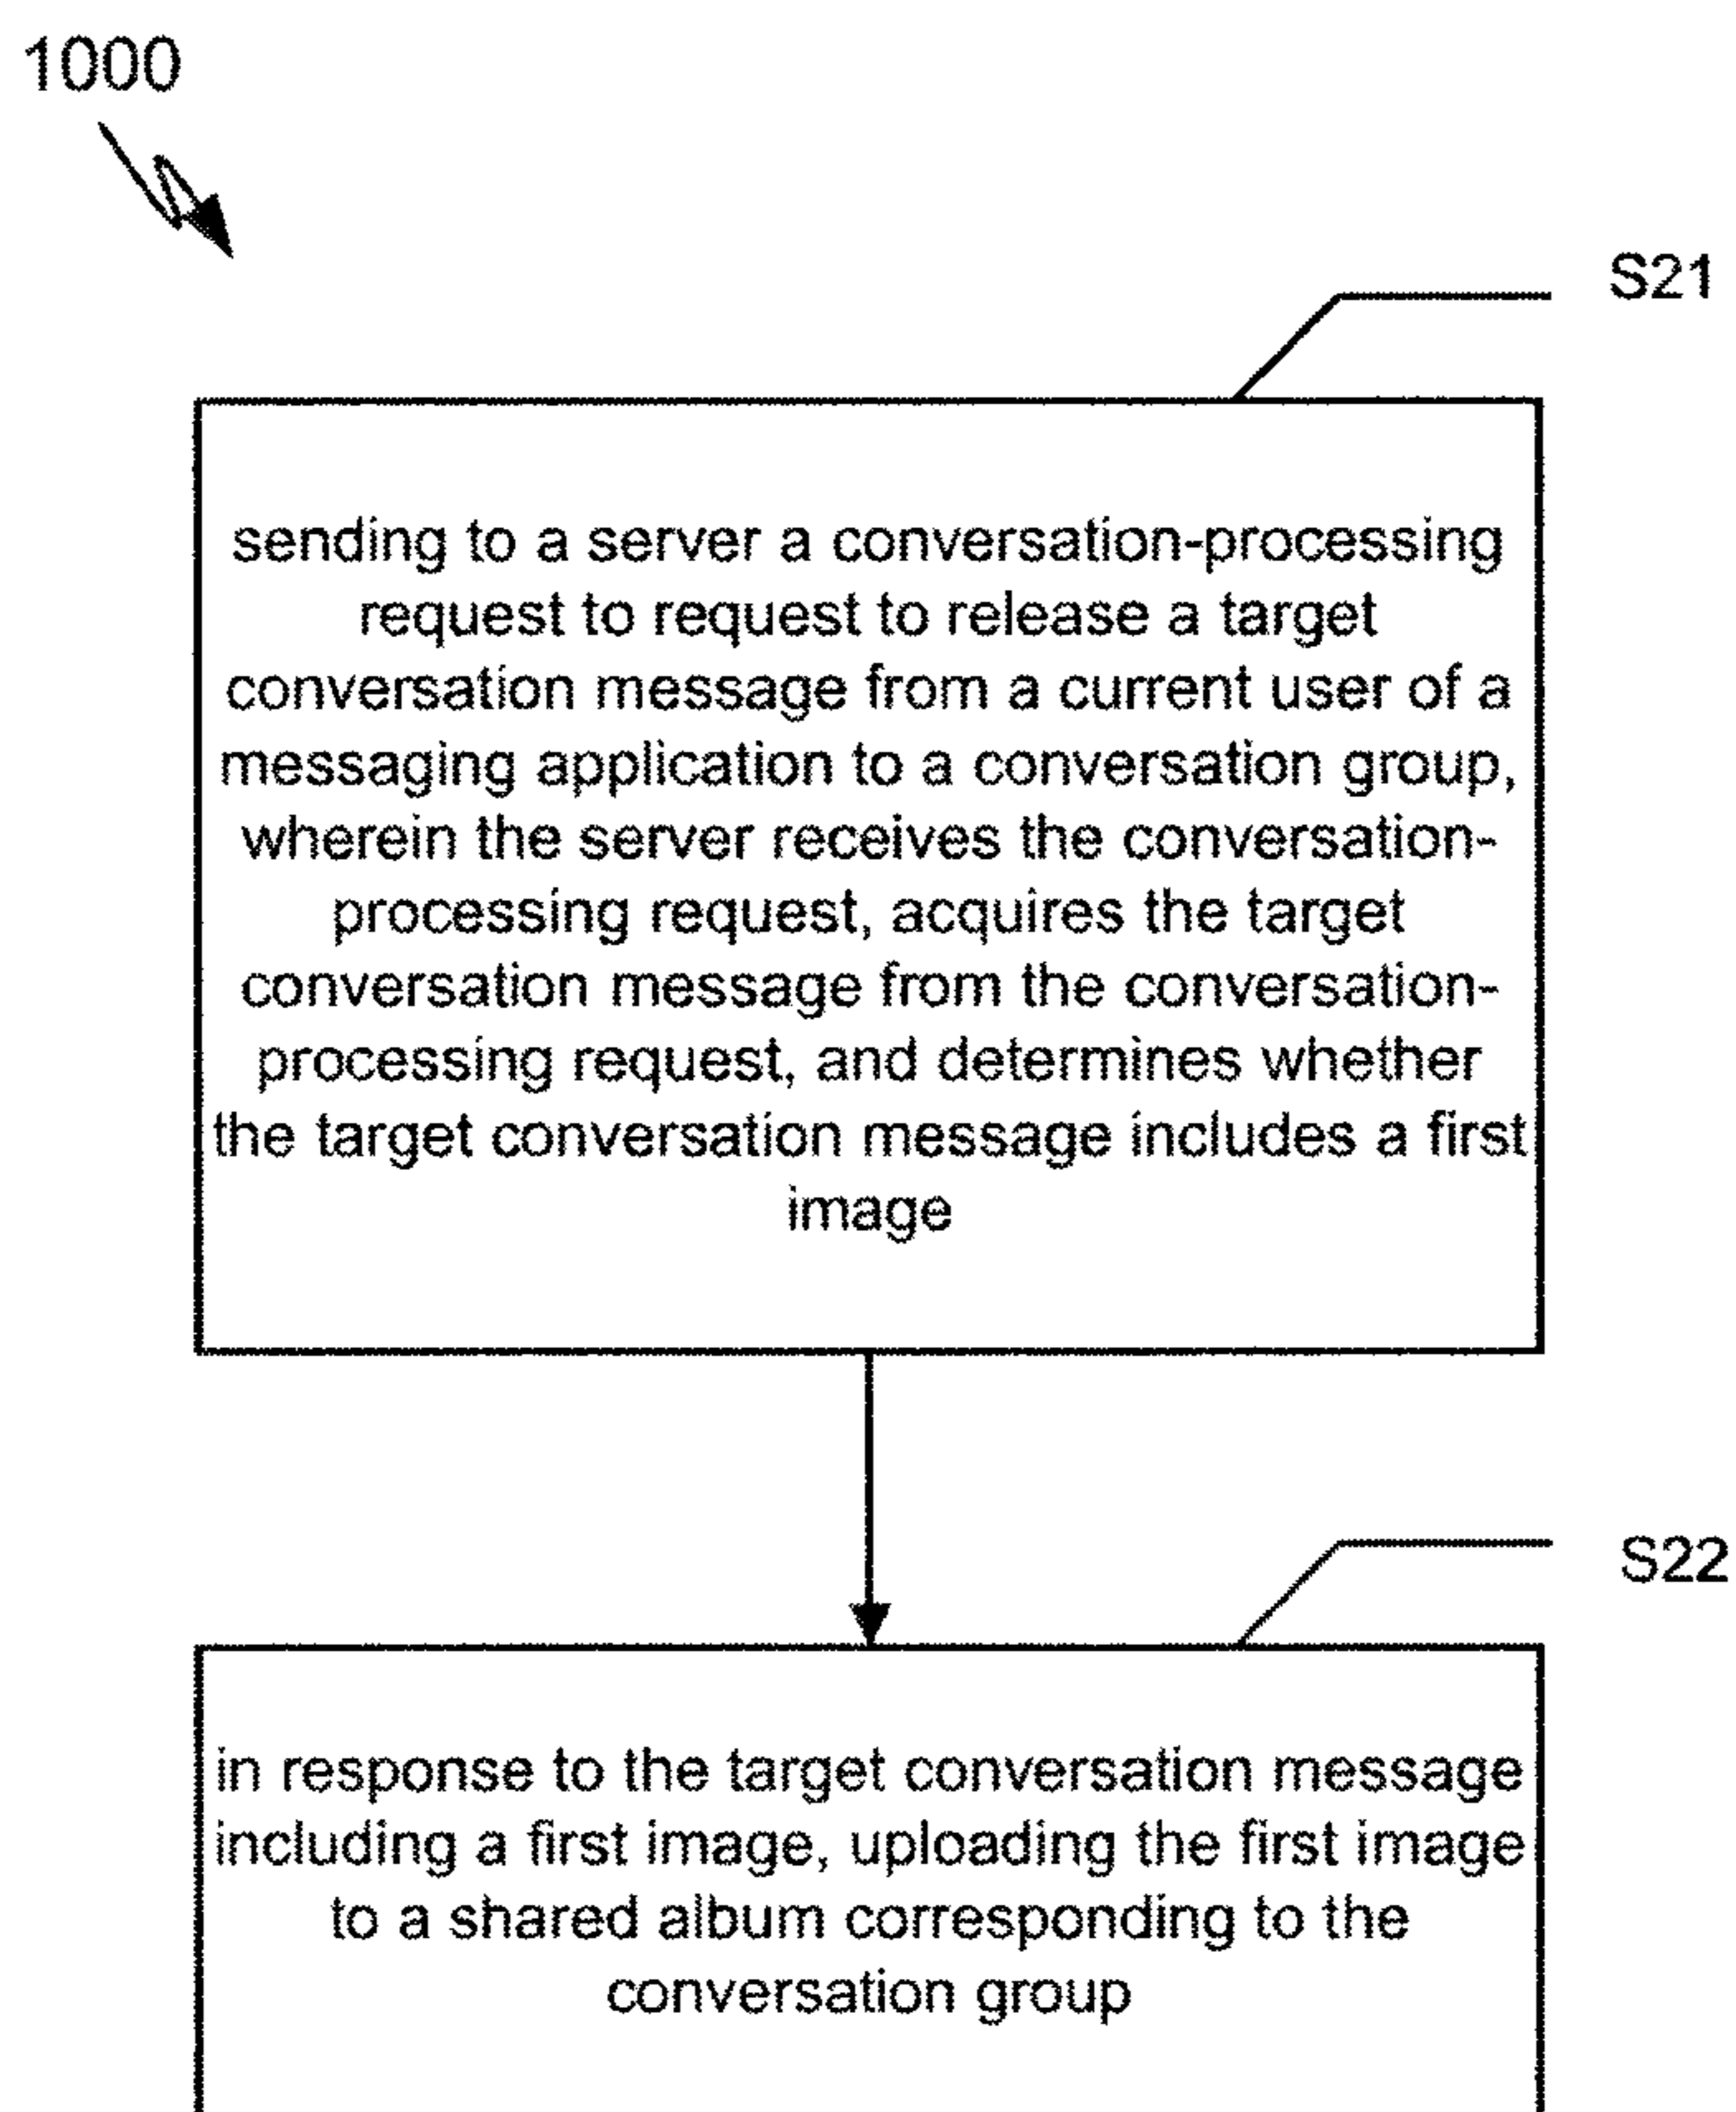 1000
S21
sending to a server a conversation-processing
request to request to release a target
conversation message from a current user of a
messaging application to a conversation group,
wherein the server receives the conversation-
processing request, acquires the target
conversation message from the conversation-
processing request, and determines whether
the target conversation message includes a first
image
S22
in response to the target conversation message
including a first image, uploading the first image
to a shared album corresponding to the
conversation group